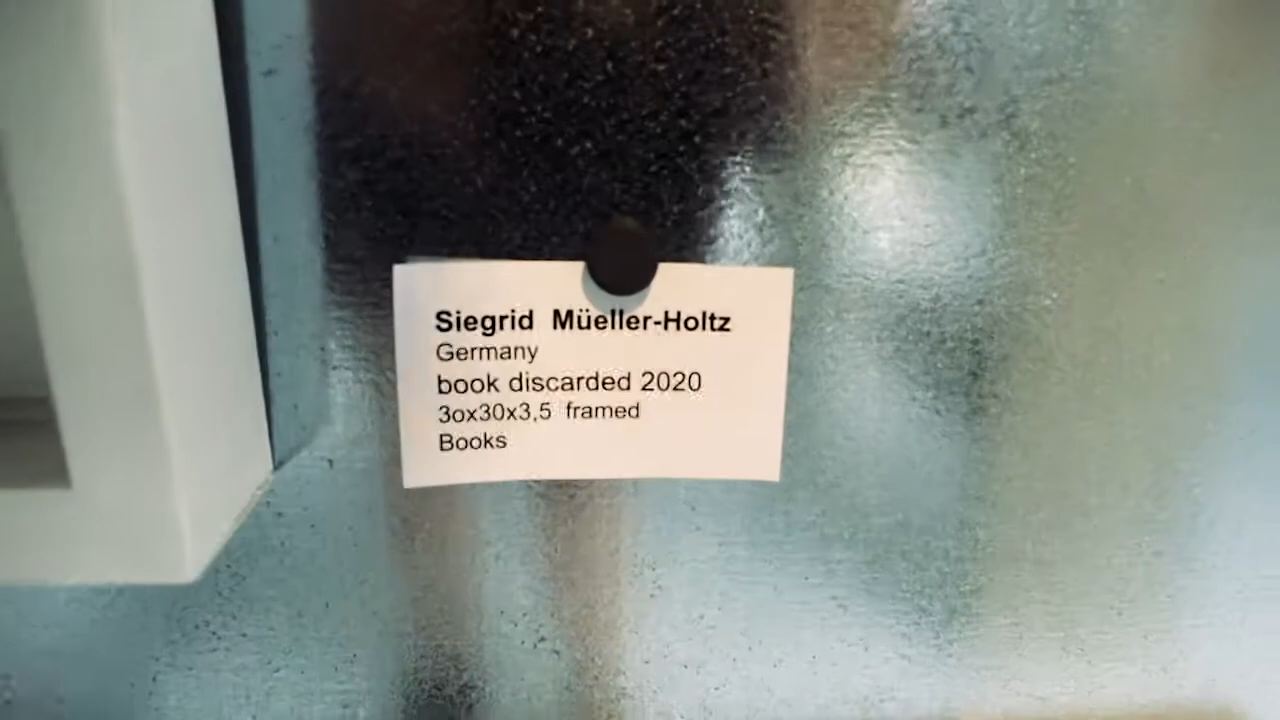 Siegrid Müeller-Holtz
Germany
book discarded 2020
3ox30x3,5 framed
Books